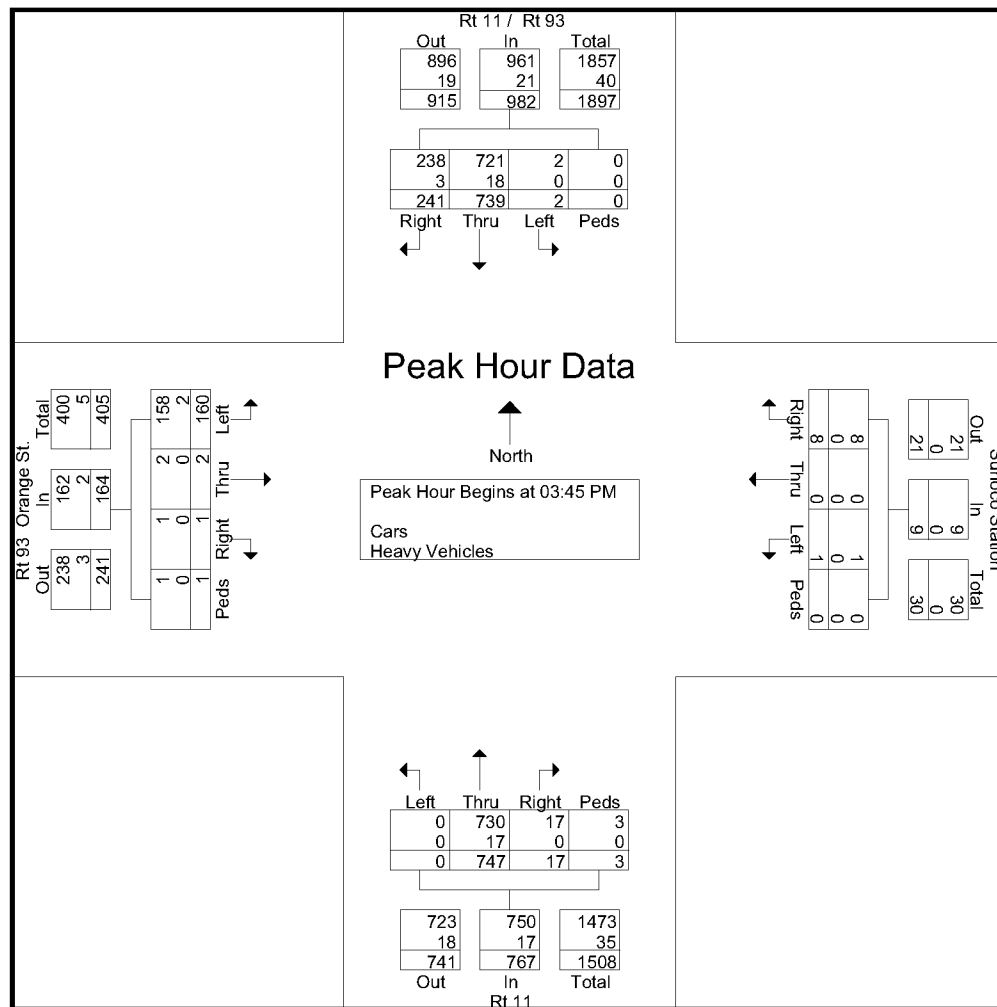 Rt 11 / Rt 93
Out In Total
896 961 1857
19 21 40
915 982 1897
238 721 2 0
3 18 0 0
241 739 2 0
Right Thru Left Peds
Peak Hour Data
North
Peak Hour Begins at 03:45 PM
Cars
Heavy Vehicles
Rt 93 Orange St.
Out In Total
238 162 400
3 2 5
241 164 405
1 1 2 158
0 0 0 2
1 1 2 160
Peds Right Thru Left
Sunoco Station
Out In Total
21 9 30
0 0 0
21 9 30
8 0 1 0
0 0 0 0
8 0 1 0
Right Thru Left Peds
Left Thru Right Peds
0 730 17 3
0 17 0 0
0 747 17 3
723 750 1473
18 17 35
741 767 1508
Out In Total
Rt 11